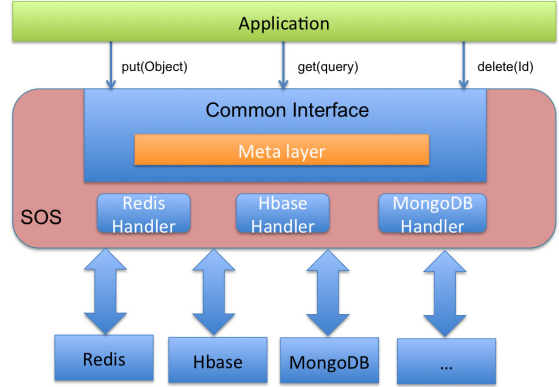 Application
put(Object)
get(query)
delete(Id)
Common Interface
Meta layer
SOS
Redis
Handler
Hbase
Handler
MongoDB
Handler
Redis
Hbase
MongoDB
...